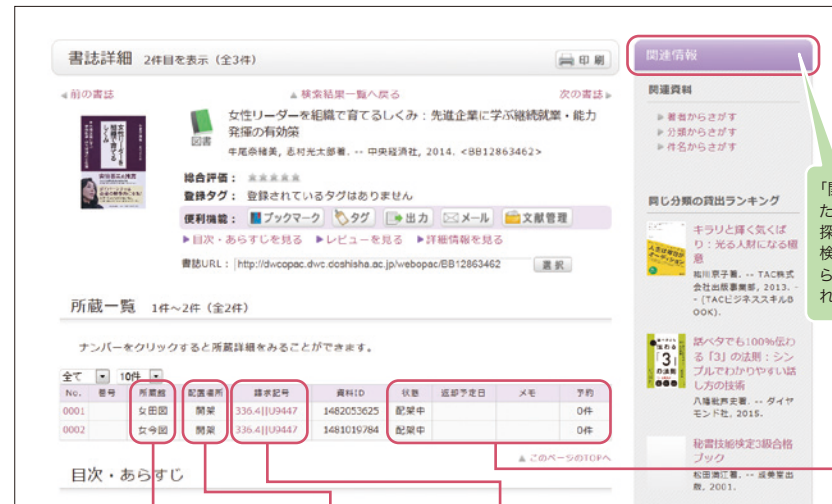 書誌詳細 2件目を表示（全3件）
印刷
前の書誌
検索結果一覧へ戻る
次の書誌
図書
女性リーダーを組織で育てるしくみ：先進企業に学ぶ継続就業・能力
発揮の有効策
牛尾奈緒美, 志村光太郎著. -- 中央経済社, 2014. <BB12863462>
総合評価：
登録タグ： 登録されているタグはありません
便利機能： ブックマーク タグ 出力 メール 文献管理
目次・あらすじを見る レビューを見る 詳細情報を見る
書誌URL： http://dwcopac.dwc.doshisha.ac.jp/webopac/BB12863462 選択
所蔵一覧 1件～2件（全2件）
ナンバーをクリックすると所蔵詳細をみることができます。
全て 10件
No. 巻号 所蔵館 配置場所 請求記号 資料ID 状態 返却予定日 メモ 予約
0001 女田図 開架 336.4||U9447 1482053625 配架中 0件
0002 女今図 開架 336.4||U9447 1481019784 配架中 0件
このページのTOPへ
目次・あらすじ
関連情報
関連資料
著者からさがす
分類からさがす
件名からさがす
同じ分類の貸出ランキング
キラリと輝く気くば
り：光る人財になる極
意
祐川京子著. -- TAC株式
会社出版事業部, 2013. -
- (TACビジネススキルB
OOK).
話ベタでも100%伝わ
る「3」の法則：シン
プルでわかりやすい話
し方の技術
八幡紕芦史著. -- ダイヤ
モンド社, 2015.
秘書技能検定3級合格
ブック
松田満江著. -- 成美堂出
版, 2001.
た
探
検
ら
れ